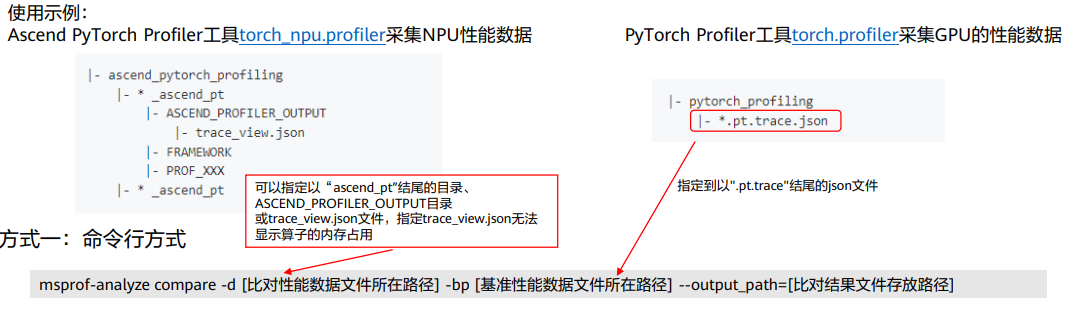 使用示例：
Ascend PyTorch Profiler工具torch_npu.profiler采集NPU性能数据
|- ascend_pytorch_profiling
|- * _ascend_pt
|- ASCEND_PROFILER_OUTPUT
|- trace_view.json
|- FRAMEWORK
|- PROF_XXX
|- * _ascend_pt
PyTorch Profiler工具torch.profiler采集GPU的性能数据
|- pytorch_profiling
|- *.pt.trace.json
可以指定以 “ascend_pt”结尾的目录、
ASCEND_PROFILER_OUTPUT目录
或trace_view.json文件，指定trace_view.json无法
显示算子的内存占用
指定到以".pt.trace"结尾的json文件
方式一：命令行方式
msprof-analyze compare -d [比对性能数据文件所在路径] -bp [基准性能数据文件所在路径] --output_path=[比对结果文件存放路径]